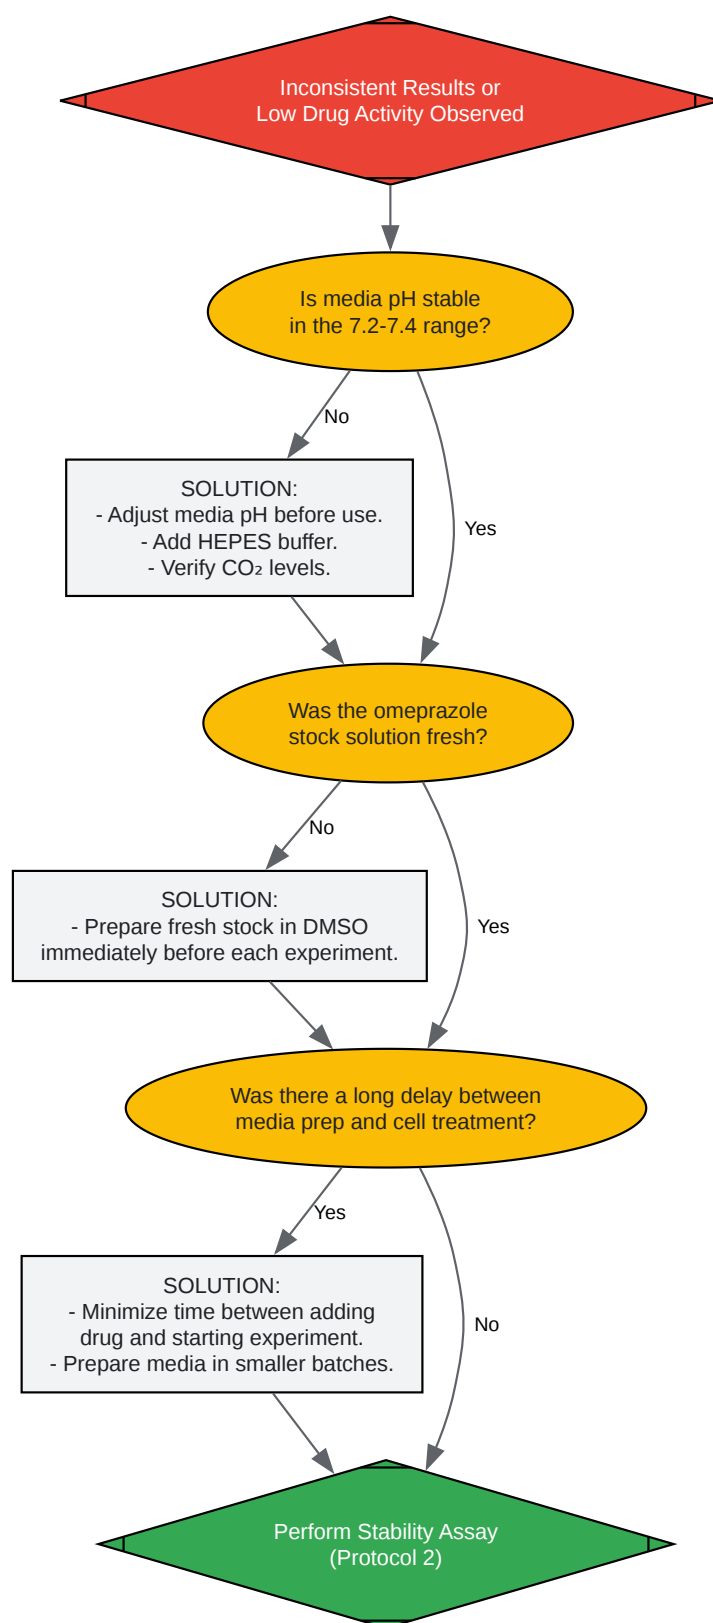 Inconsistent Results or
Low Drug Activity Observed
Is media pH stable
in the 7.2-7.4 range?
No
Yes
SOLUTION:
- Adjust media pH before use.
- Add HEPES buffer.
- Verify CO₂ levels.
Was the omeprazole
stock solution fresh?
No
Yes
SOLUTION:
- Prepare fresh stock in DMSO
immediately before each experiment.
Was there a long delay between
media prep and cell treatment?
Yes
No
SOLUTION:
- Minimize time between adding
drug and starting experiment.
- Prepare media in smaller batches.
Perform Stability Assay
(Protocol 2)